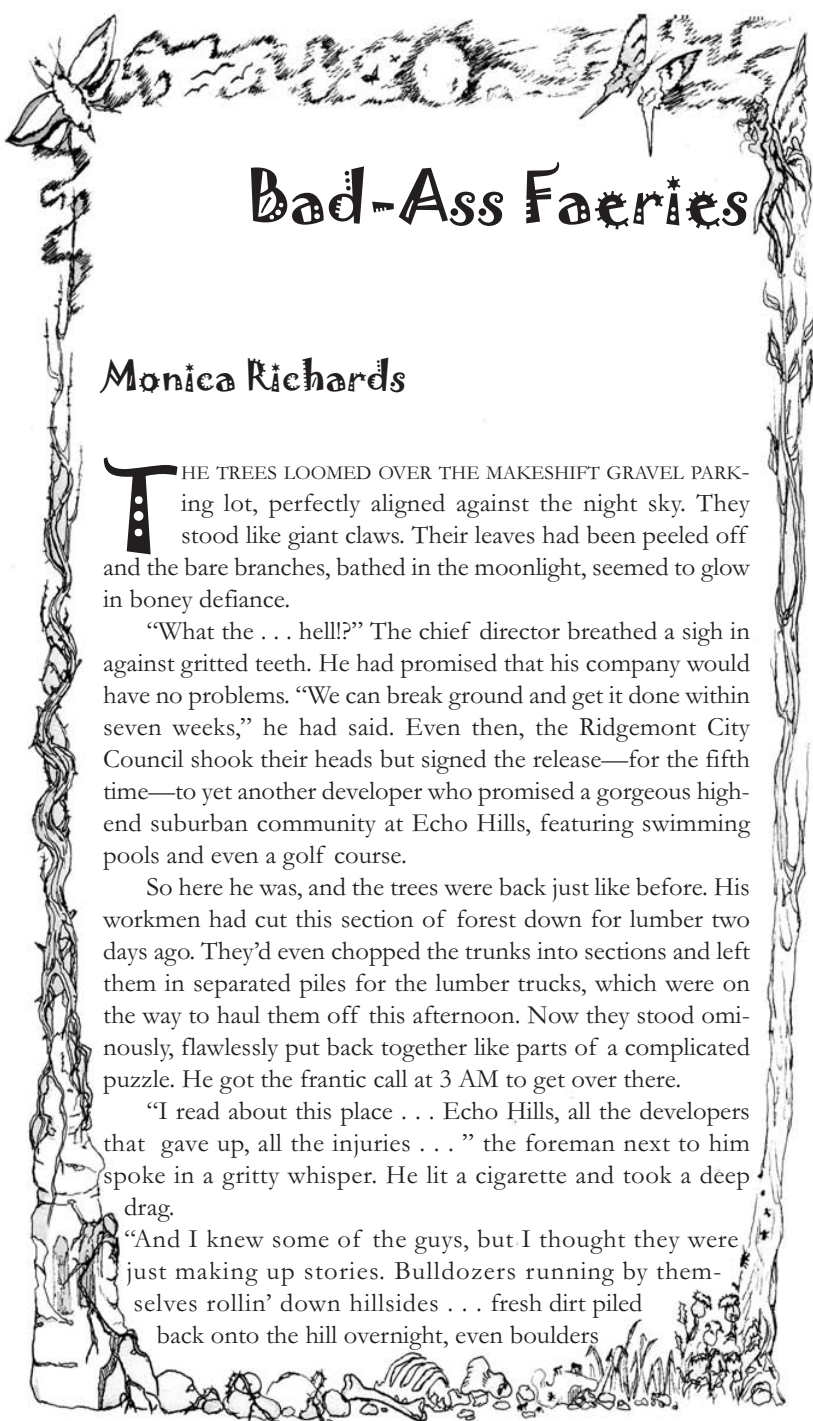 Bad-Ass Faeries
Monica Richards
THE TREES LOOMED OVER THE MAKESHIFT GRAVEL PARK-
ing lot, perfectly aligned against the night sky. They
stood like giant claws. Their leaves had been peeled off
and the bare branches, bathed in the moonlight, seemed to glow
in boney defiance.
“What the . . . hell!?” The chief director breathed a sigh in
against gritted teeth. He had promised that his company would
have no problems. “We can break ground and get it done within
seven weeks,” he had said. Even then, the Ridgemont City
Council shook their heads but signed the release—for the fifth
time—to yet another developer who promised a gorgeous high-
end suburban community at Echo Hills, featuring swimming
pools and even a golf course.
So here he was, and the trees were back just like before. His
workmen had cut this section of forest down for lumber two
days ago. They’d even chopped the trunks into sections and left
them in separated piles for the lumber trucks, which were on
the way to haul them off this afternoon. Now they stood omi-
nously, flawlessly put back together like parts of a complicated
puzzle. He got the frantic call at 3 AM to get over there.
“I read about this place . . . Echo Hills, all the developers
that gave up, all the injuries . . . ” the foreman next to him
spoke in a gritty whisper. He lit a cigarette and took a deep
drag.
“And I knew some of the guys, but I thought they were
just making up stories. Bulldozers running by them-
selves rollin’ down hillsides . . . fresh dirt piled
back onto the hill overnight, even boulders